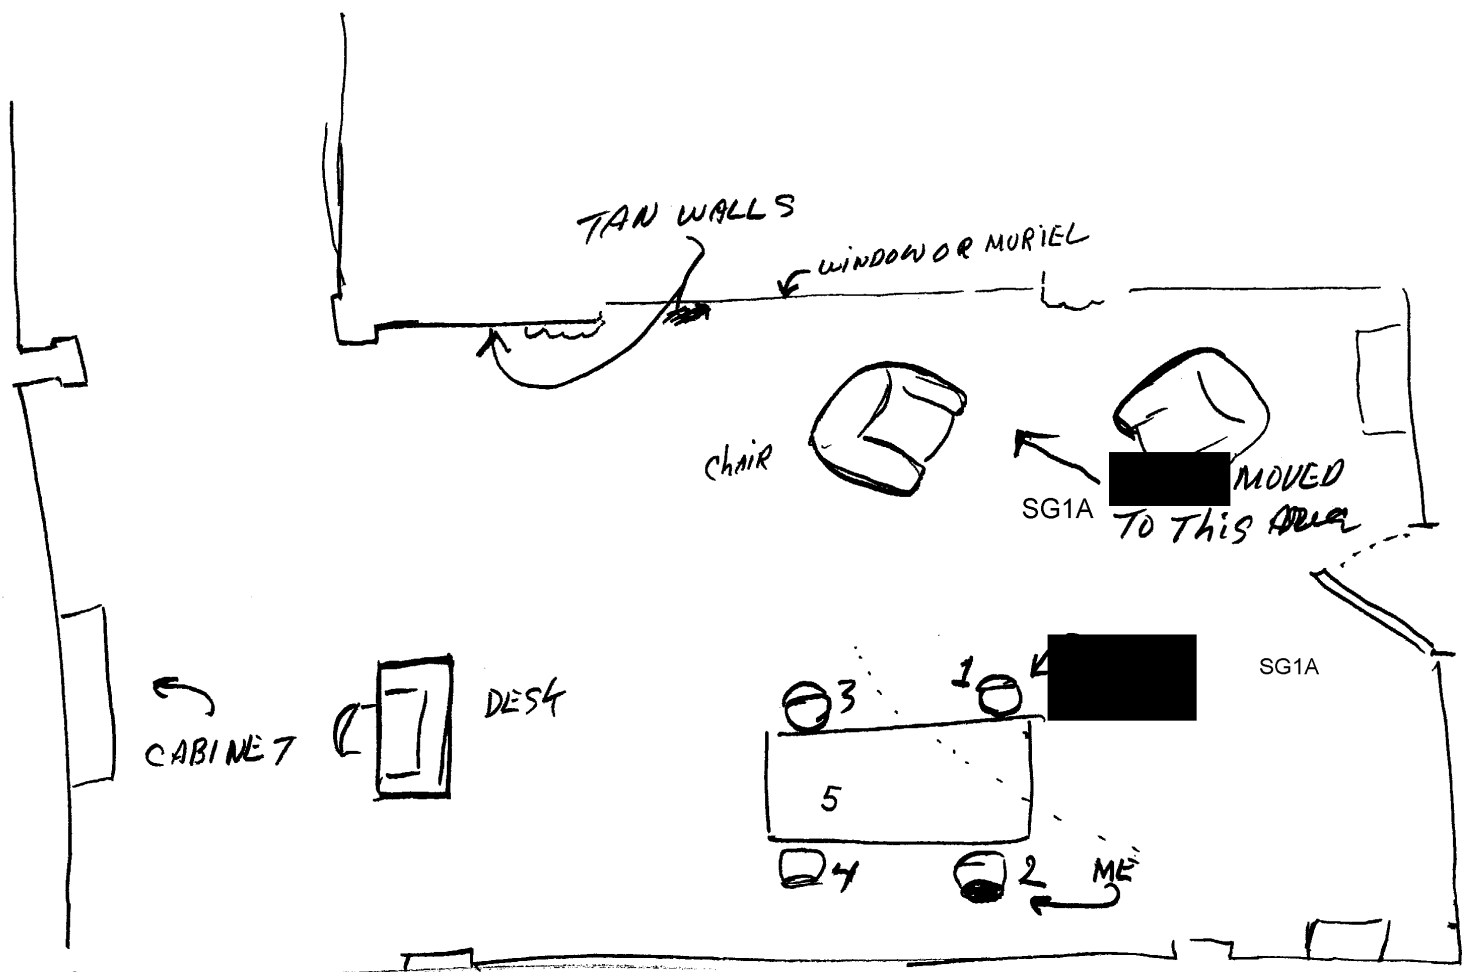 TAN WALLS
WINDOW OR MURIEL
CHAIR
MOVED
SG1A
TO THIS AREA
SG1A
1
3
DESK
CABINET
5
4
2
ME